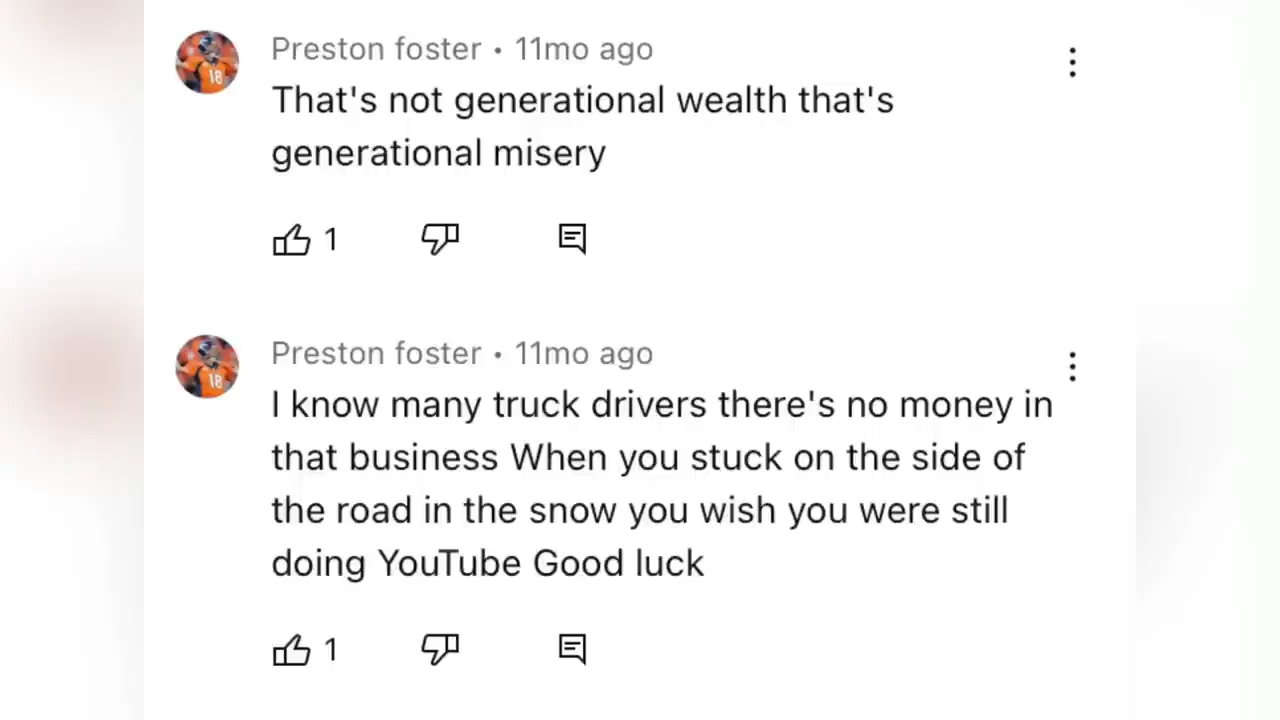 Preston foster • 11mo ago
That's not generational wealth that's
generational misery
1
Preston foster • 11mo ago
I know many truck drivers there's no money in
that business When you stuck on the side of
the road in the snow you wish you were still
doing YouTube Good luck
1